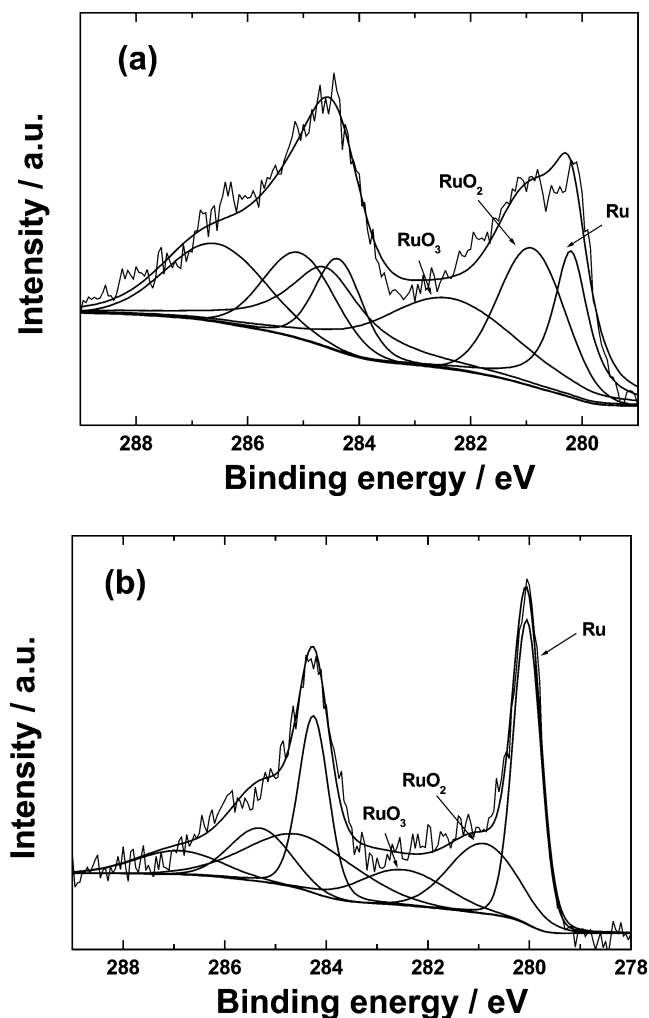 (a)
RuO₂
Ru
RuO₃
Intensity / a.u.
288 286 284 282 280
Binding energy / eV
(b)
Ru
RuO₂
RuO₃
Intensity / a.u.
288 286 284 282 280 278
Binding energy / eV